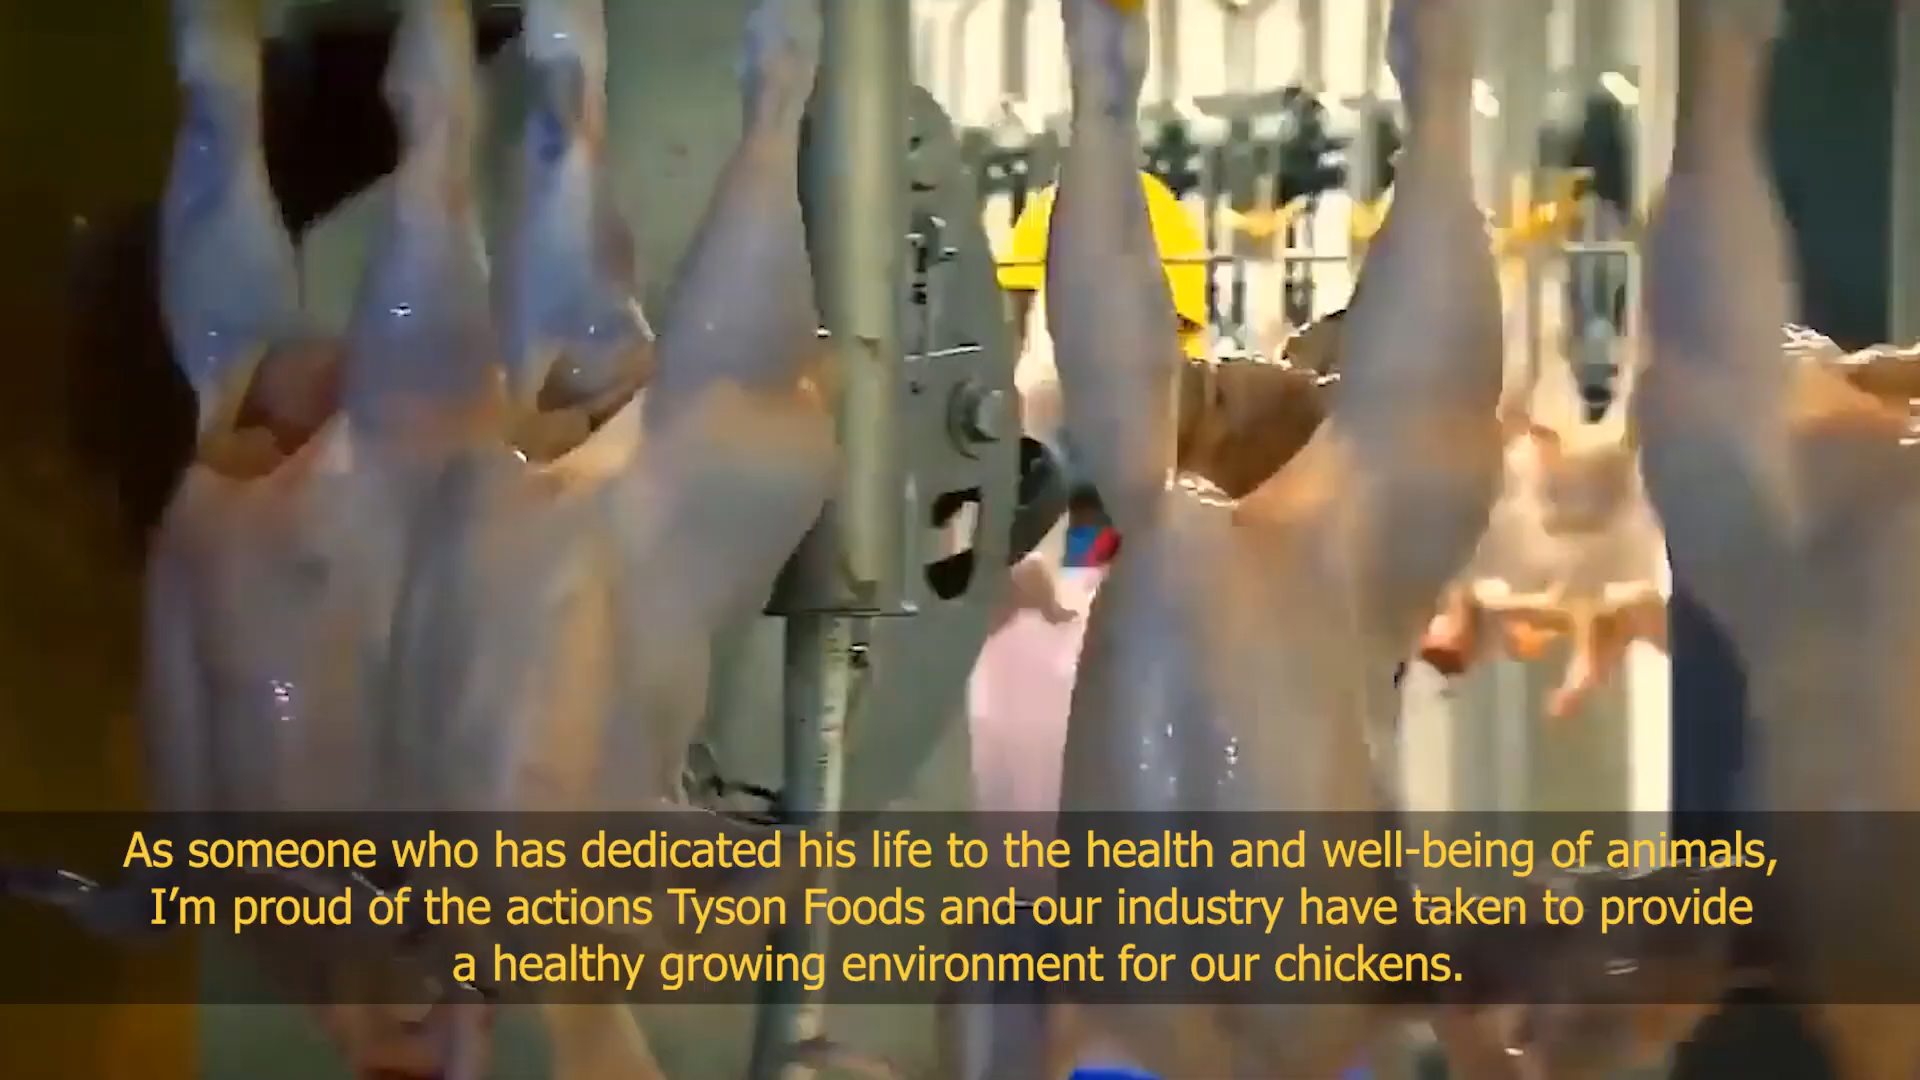 As someone who has dedicated his life to the health and well-being of animals,
I’m proud of the actions Tyson Foods and our industry have taken to provide
a healthy growing environment for our chickens.